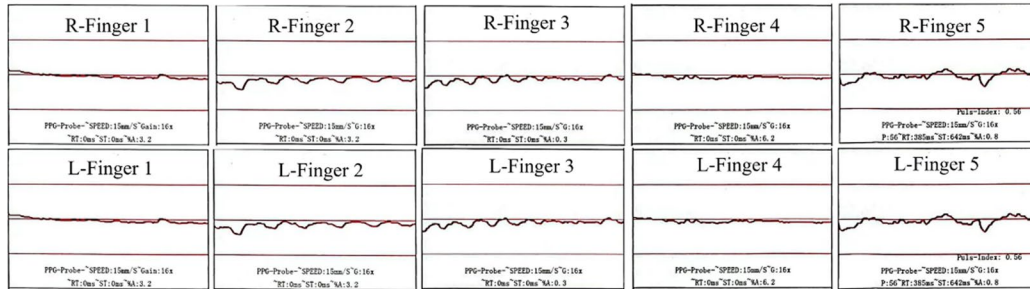 R-Finger 1
PPG-Probe-~SPEED:15mm/S~Gain:16x
~RT:0ms~ST:0ms~%A:3.2
R-Finger 2
PPG-Probe-~SPEED:15mm/S~G:16x
~RT:0ms~ST:0ms~%A:3.2
R-Finger 3
PPG-Probe-~SPEED:15mm/S~G:16x
~RT:0ms~ST:0ms~%A:0.3
R-Finger 4
PPG-Probe-~SPEED:15mm/S~G:16x
~RT:0ms~ST:0ms~%A:6.2
R-Finger 5
Puls-Index: 0.56
PPG-Probe-~SPEED:15mm/S~G:16x
P:56~RT:385ms~ST:642ms~%A:0.8
L-Finger 1
PPG-Probe-~SPEED:15mm/S~Gain:16x
~RT:0ms~ST:0ms~%A:3.2
L-Finger 2
PPG-Probe-~SPEED:15mm/S~G:16x
~RT:0ms~ST:0ms~%A:3.2
L-Finger 3
PPG-Probe-~SPEED:15mm/S~G:16x
~RT:0ms~ST:0ms~%A:0.3
L-Finger 4
PPG-Probe-~SPEED:15mm/S~G:16x
~RT:0ms~ST:0ms~%A:6.2
L-Finger 5
Puls-Index: 0.56
PPG-Probe-~SPEED:15mm/S~G:16x
P:56~RT:385ms~ST:642ms~%A:0.8